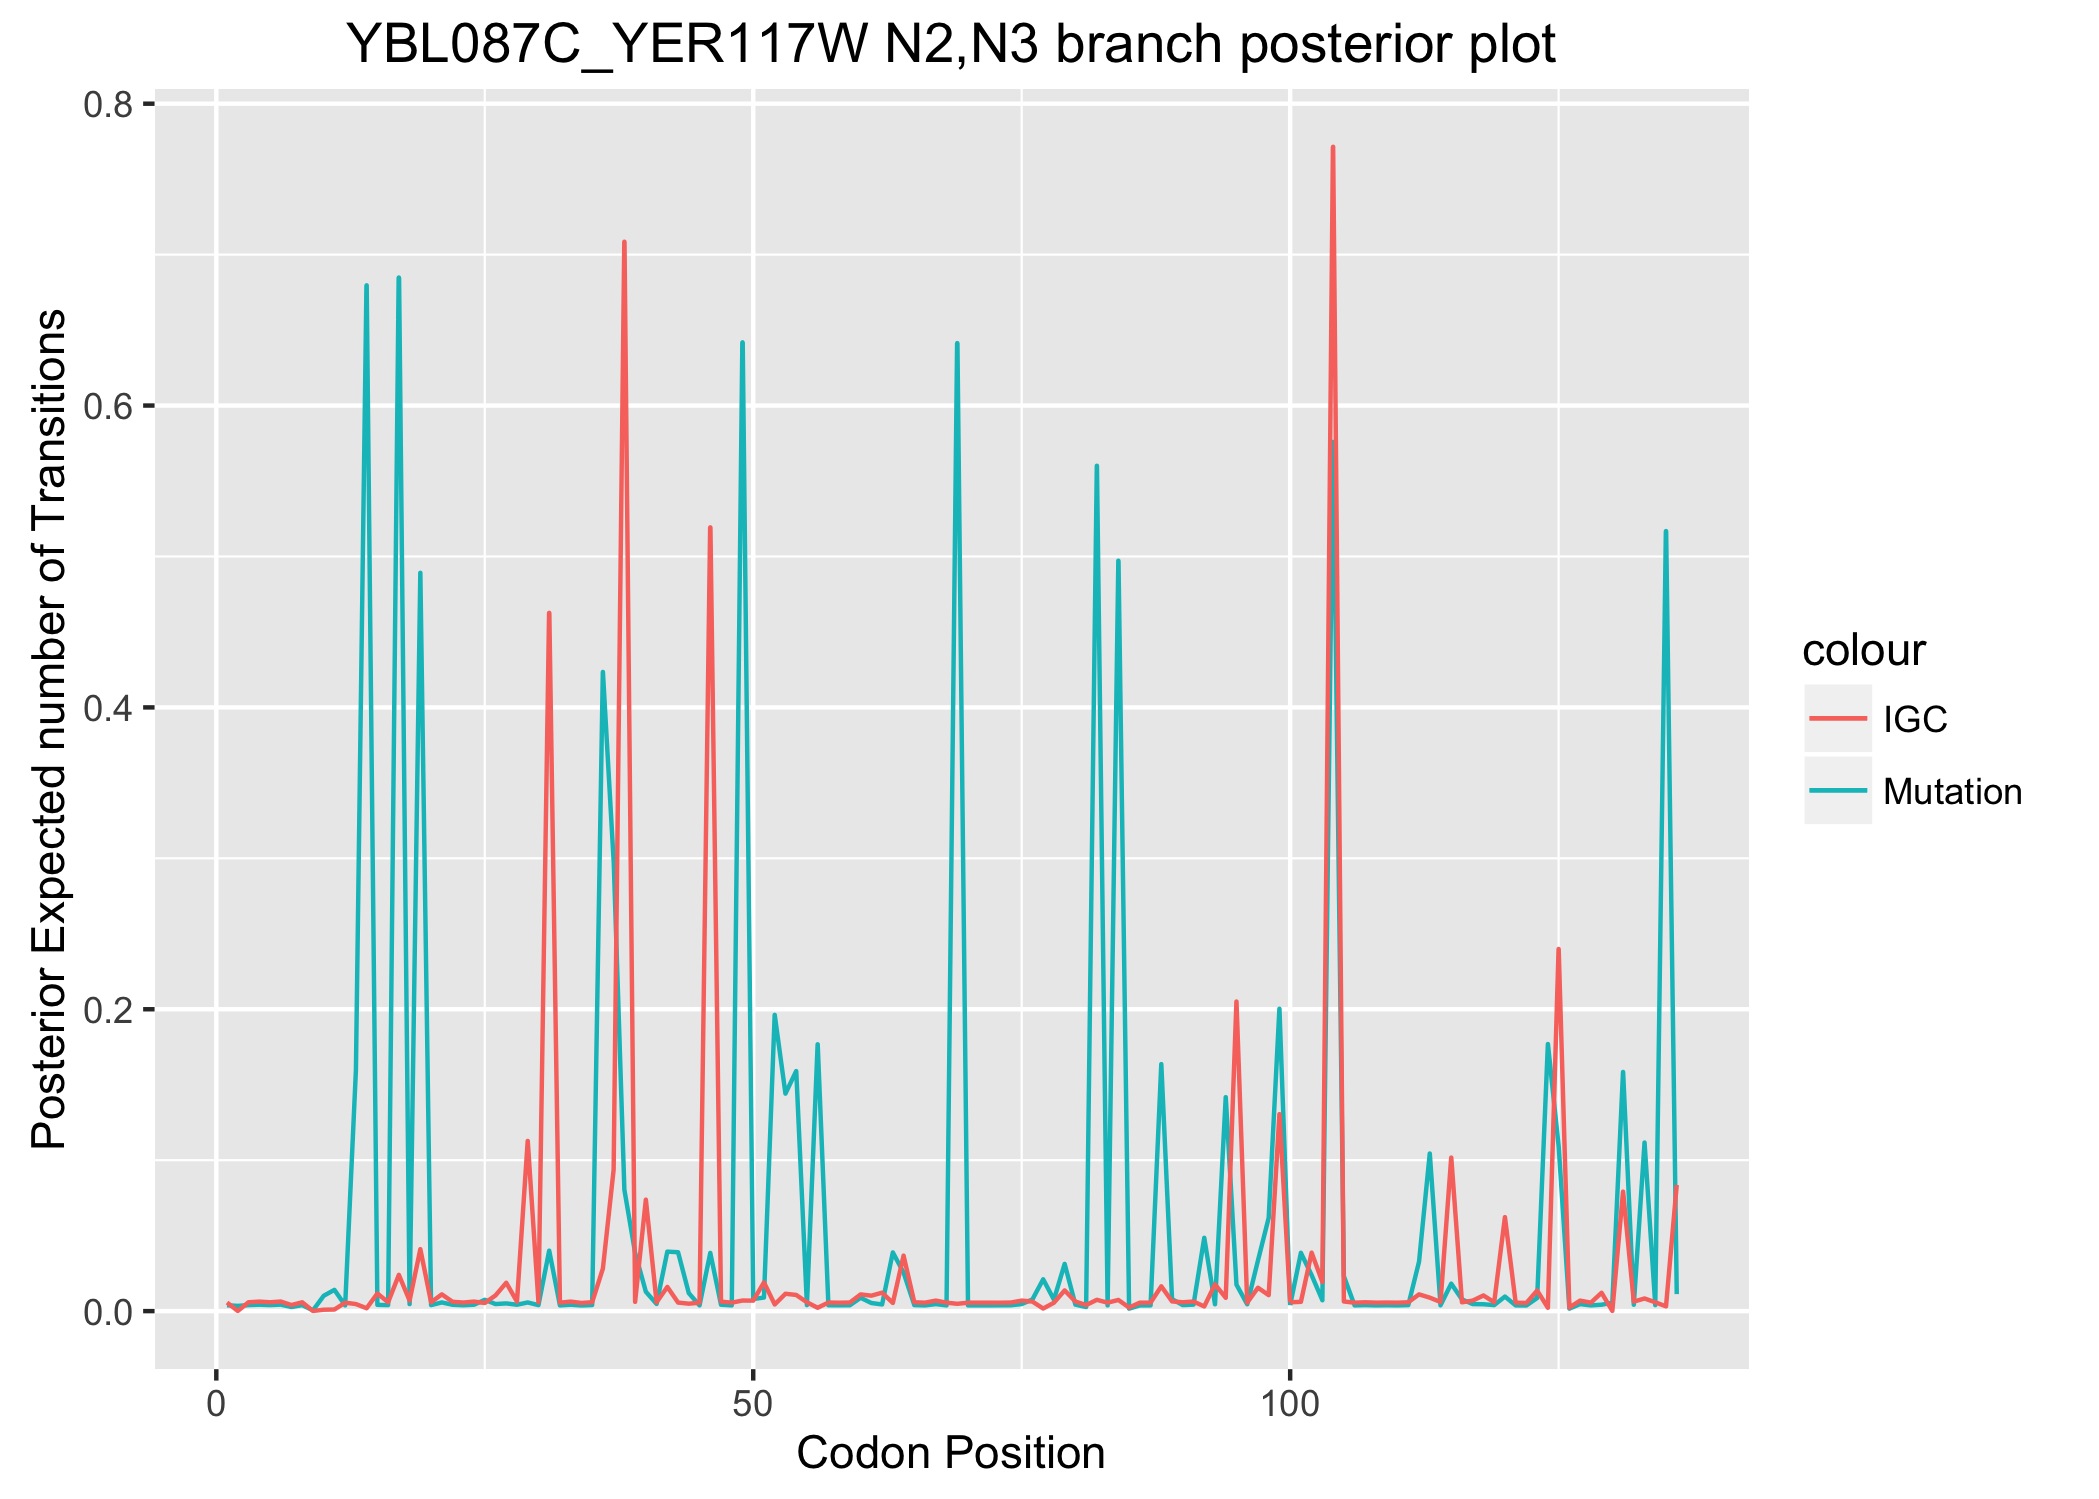 YBL087C_YER117W N2,N3 branch posterior plot
Posterior Expected number of Transitions
0.8
0.6
0.4
0.2
0.0
0
50
100
Codon Position
colour
IGC
Mutation